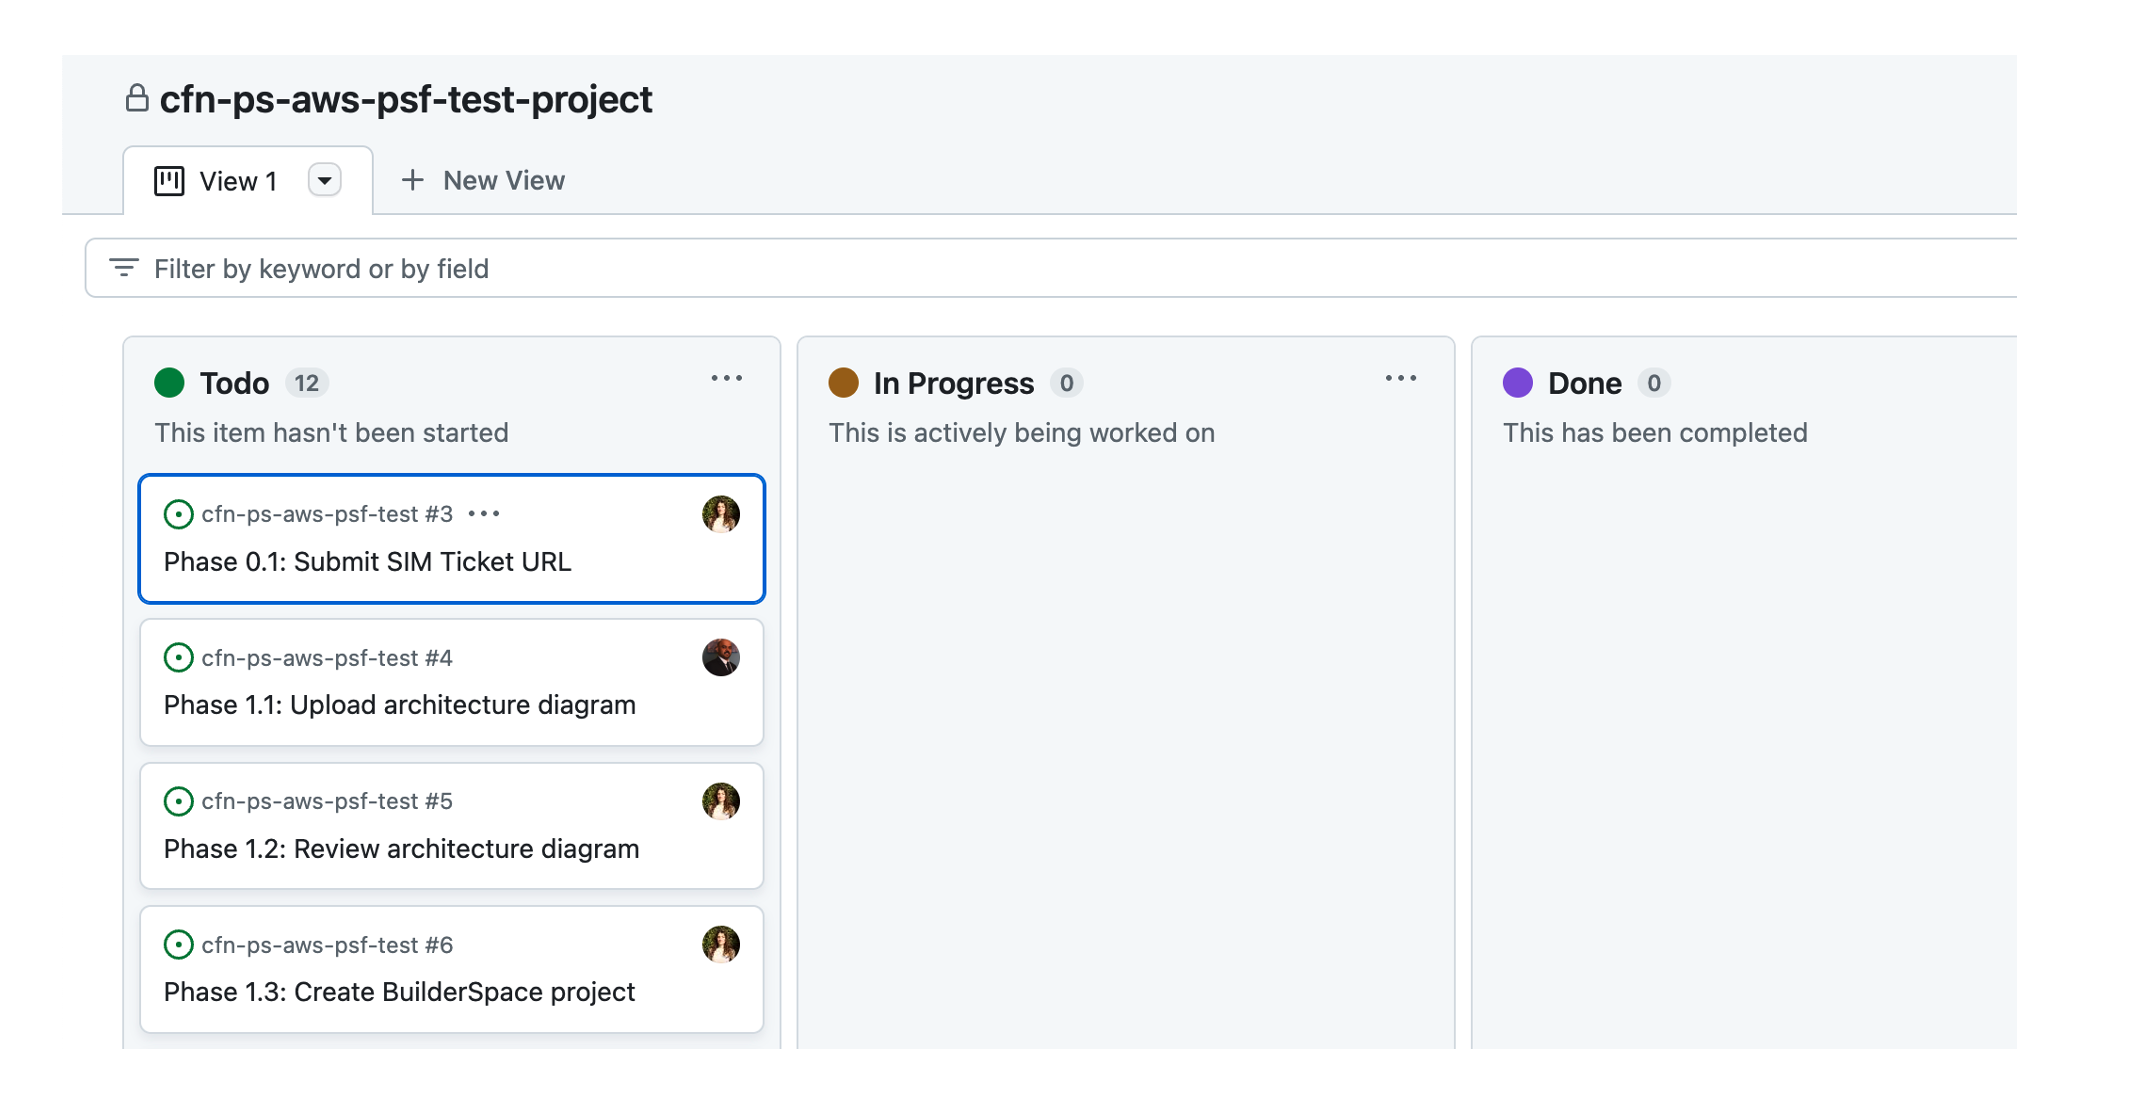 cfn-ps-aws-psf-test-project
View 1
New View
Filter by keyword or by field
Todo 12
This item hasn't been started
cfn-ps-aws-psf-test #3
Phase 0.1: Submit SIM Ticket URL
cfn-ps-aws-psf-test #4
Phase 1.1: Upload architecture diagram
cfn-ps-aws-psf-test #5
Phase 1.2: Review architecture diagram
cfn-ps-aws-psf-test #6
Phase 1.3: Create BuilderSpace project
In Progress 0
This is actively being worked on
Done 0
This has been completed